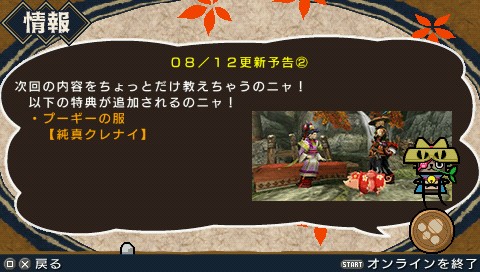 情報
08／12更新予告②
次回の内容をちょっとだけ教えちゃうのニャ！
以下の特典が追加されるのニャ！
・プーギーの服
【純真クレナイ】
戻る
START オンラインを終了